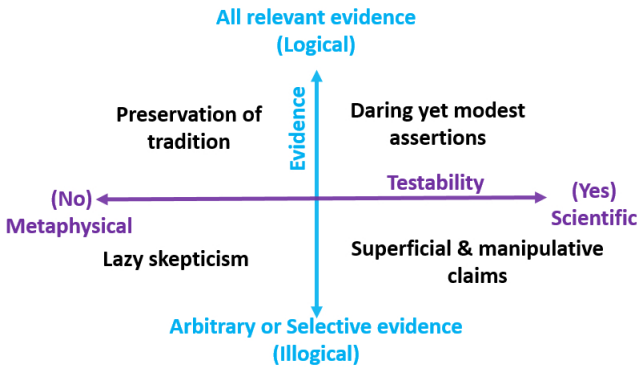 All relevant evidence
(Logical)
Preservation of
tradition
Evidence
Daring yet modest
assertions
Testability
(No)
Metaphysical
(Yes)
Scientific
Lazy skepticism
Superficial & manipulative
claims
Arbitrary or Selective evidence
(Illogical)